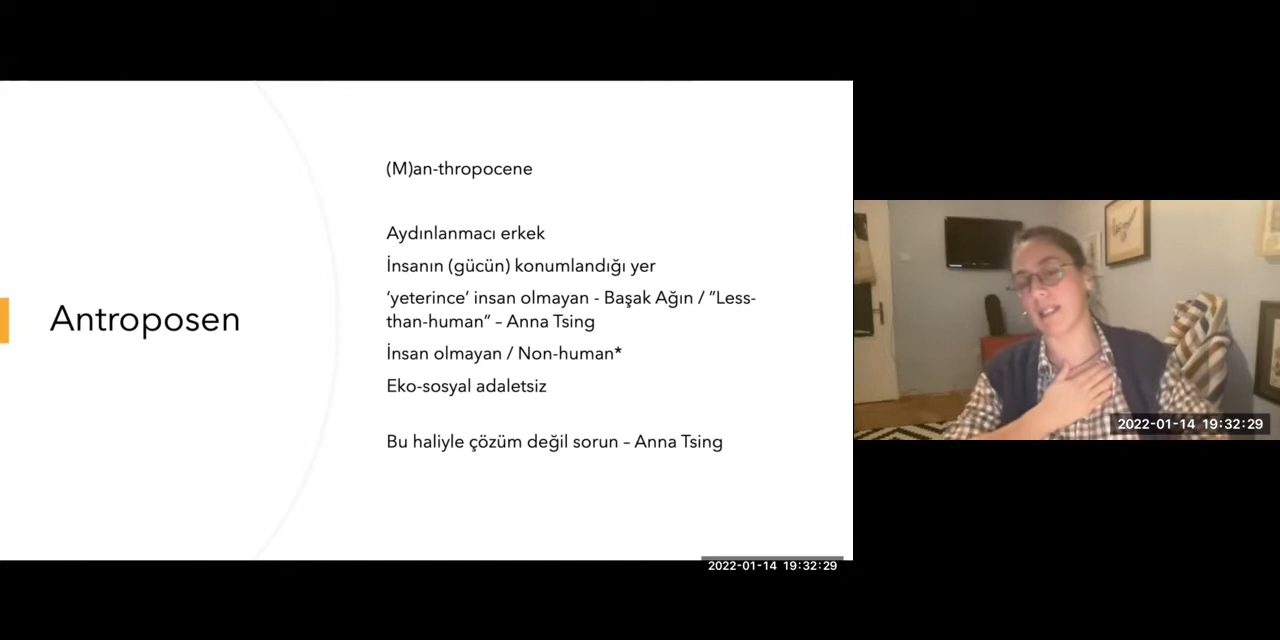 Antroposen
(M)an-thropocene
Aydınlanmacı erkek
İnsanın (gücün) konumlandığı yer
‘yeterince’ insan olmayan - Başak Ağın / ”Less-
than-human” – Anna Tsing
İnsan olmayan / Non-human*
Eko-sosyal adaletsiz
Bu haliyle çözüm değil sorun – Anna Tsing
2022-01-14 19:32:29
2022-01-14 19:32:29